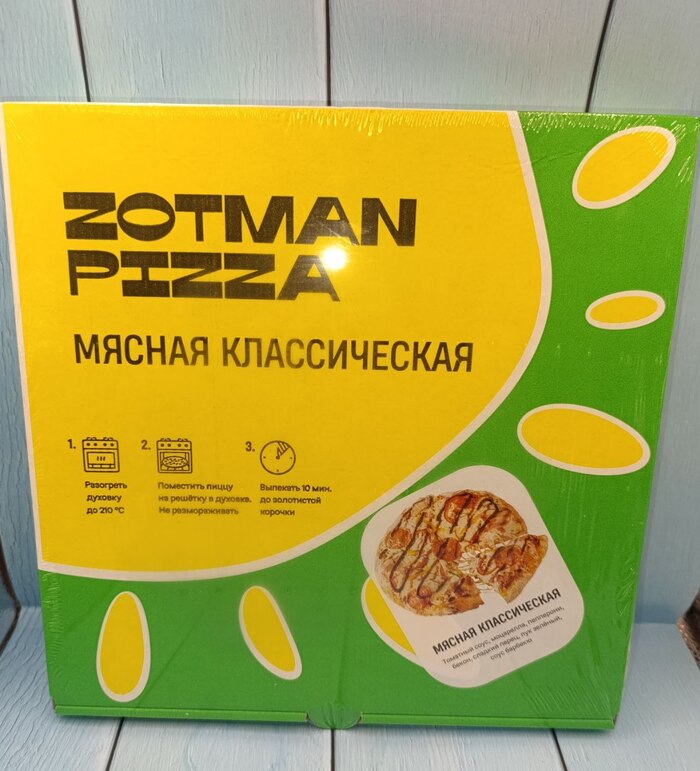 ZOTMAN
PIZZA
МЯСНАЯ КЛАССИЧЕСКАЯ
1.
Разогреть
духовку
до 210 °C
2.
Поместить пиццу
на решётку в духовке.
Не размораживать
3.
Выпекать 10 мин.
до золотистой
корочки
МЯСНАЯ КЛАССИЧЕСКАЯ
Томатный соус, моцарелла, пепперони,
бекон, сладкий перец, лук зелёный,
соус барбекю